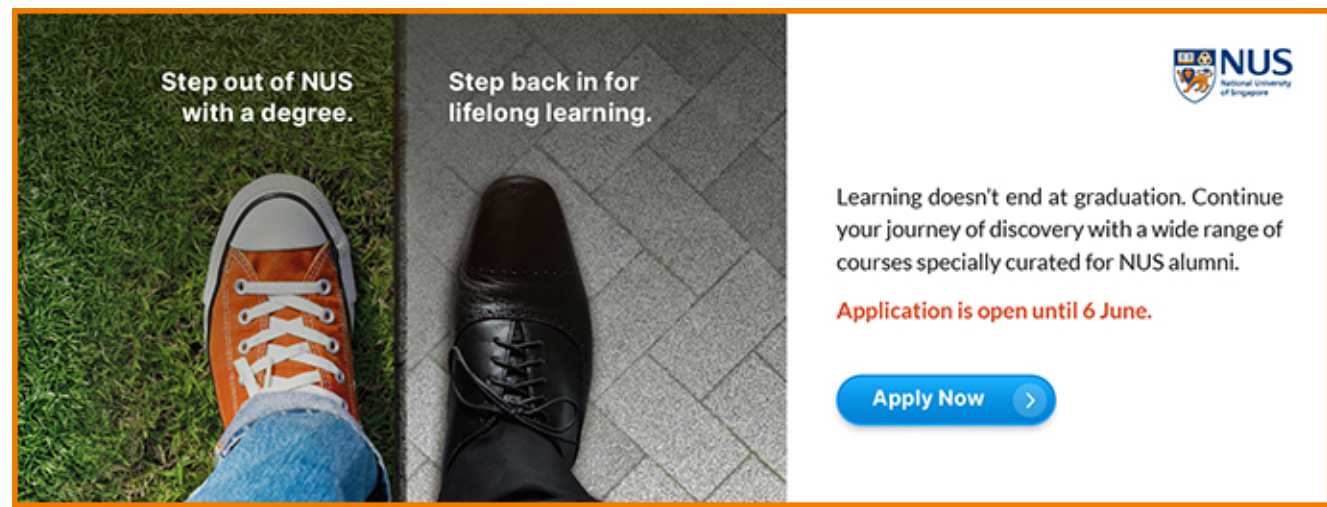 Step out of NUS
with a degree.
Step back in for
lifelong learning.
NUS
National University
of Singapore
Learning doesn’t end at graduation. Continue
your journey of discovery with a wide range of
courses specially curated for NUS alumni.
Application is open until 6 June.
Apply Now